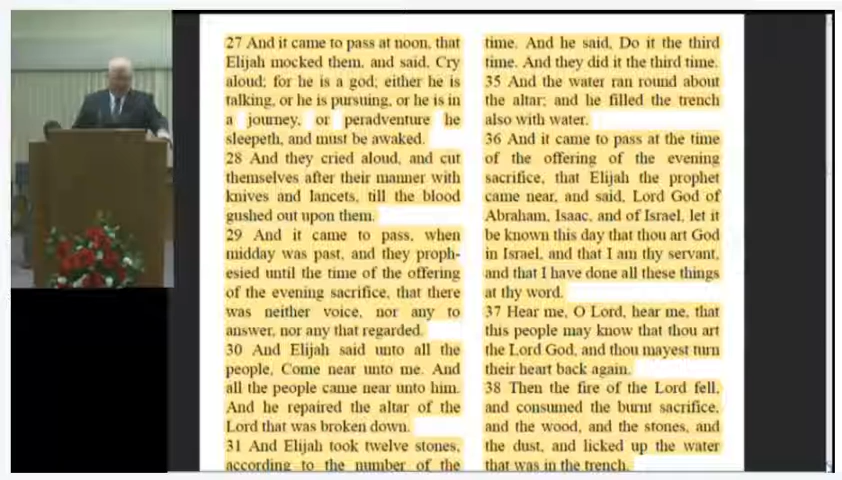 27 And it came to pass at noon, that
Elijah mocked them, and said, Cry
aloud; for he is a god; either he is
talking, or he is pursuing, or he is in
a journey, or peradventure he
sleepeth, and must be awaked.
28 And they cried aloud, and cut
themselves after their manner with
knives and lancets, till the blood
gushed out upon them.
29 And it came to pass, when
midday was past, and they proph-
esied until the time of the offering
of the evening sacrifice, that there
was neither voice, nor any to
answer, nor any that regarded.
30 And Elijah said unto all the
people, Come near unto me. And
all the people came near unto him.
And he repaired the altar of the
Lord that was broken down.
31 And Elijah took twelve stones,
according to the number of the
time. And he said, Do it the third
time. And they did it the third time.
35 And the water ran round about
the altar; and he filled the trench
also with water.
36 And it came to pass at the time
of the offering of the evening
sacrifice, that Elijah the prophet
came near, and said, Lord God of
Abraham, Isaac, and of Israel, let it
be known this day that thou art God
in Israel, and that I am thy servant,
and that I have done all these things
at thy word.
37 Hear me, O Lord, hear me, that
this people may know that thou art
the Lord God, and thou mayest turn
their heart back again.
38 Then the fire of the Lord fell,
and consumed the burnt sacrifice,
and the wood, and the stones, and
the dust, and licked up the water
that was in the trench.